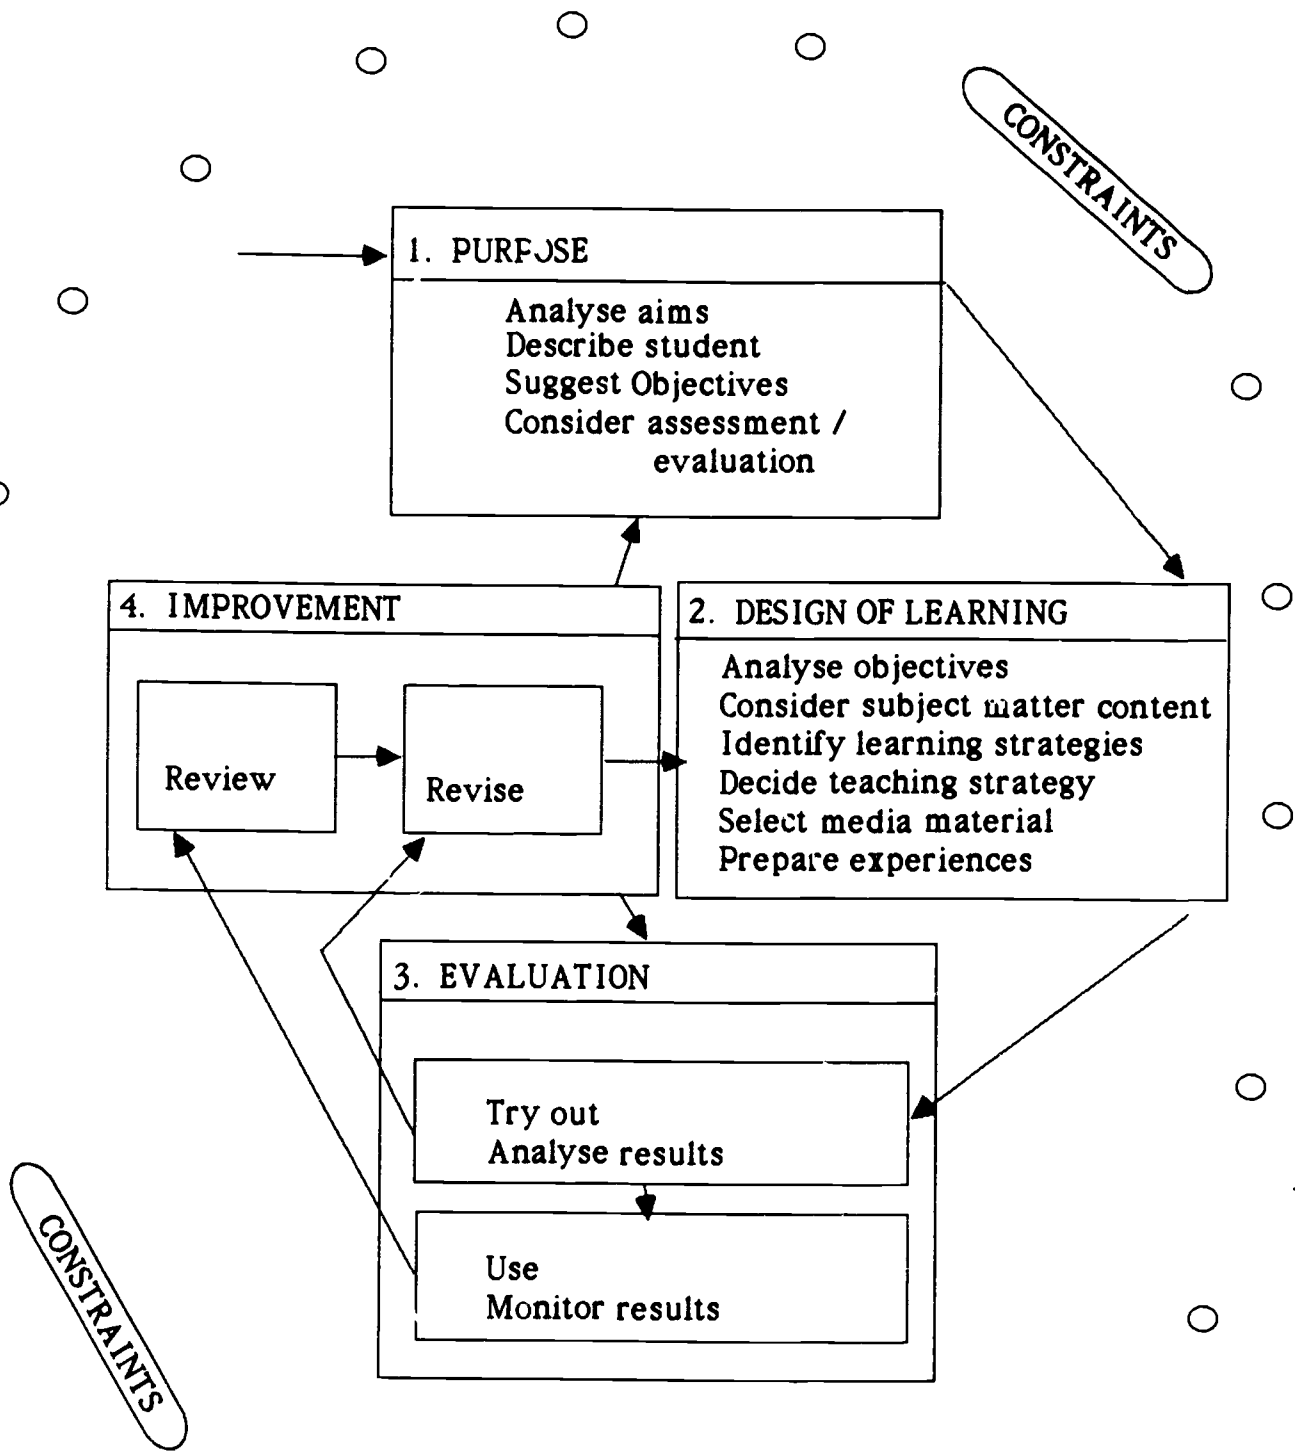 CONSTRAINTS
1. PURPOSE
Analyse aims
Describe student
Suggest Objectives
Consider assessment /
evaluation
4. IMPROVEMENT
Review
Revise
2. DESIGN OF LEARNING
Analyse objectives
Consider subject matter content
Identify learning strategies
Decide teaching strategy
Select media material
Prepare experiences
3. EVALUATION
Try out
Analyse results
Use
Monitor results
CONSTRAINTS